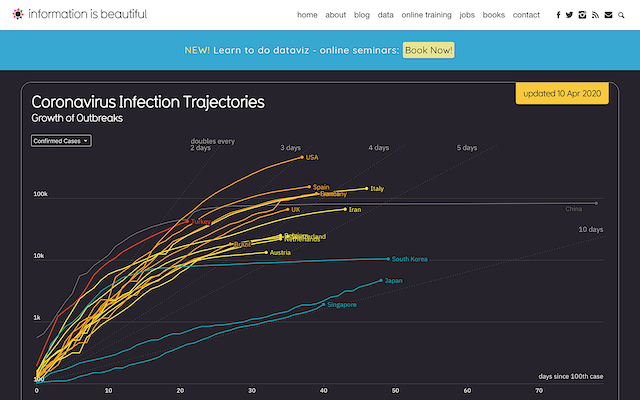 information is beautiful
home about blog data online training jobs books contact
NEW! Learn to do dataviz - online seminars: Book Now!
updated 10 Apr 2020
Coronavirus Infection Trajectories
Growth of Outbreaks
Confirmed Cases
doubles every
2 days 3 days 4 days 5 days
USA
Spain
Italy
Germany
100k
China
UK
Iran
Turkey
10 days
Netherlands
Brazil
Austria
10k
South Korea
Japan
Singapore
1k
days since 100th case
100
0 10 20 30 40 50 60 70